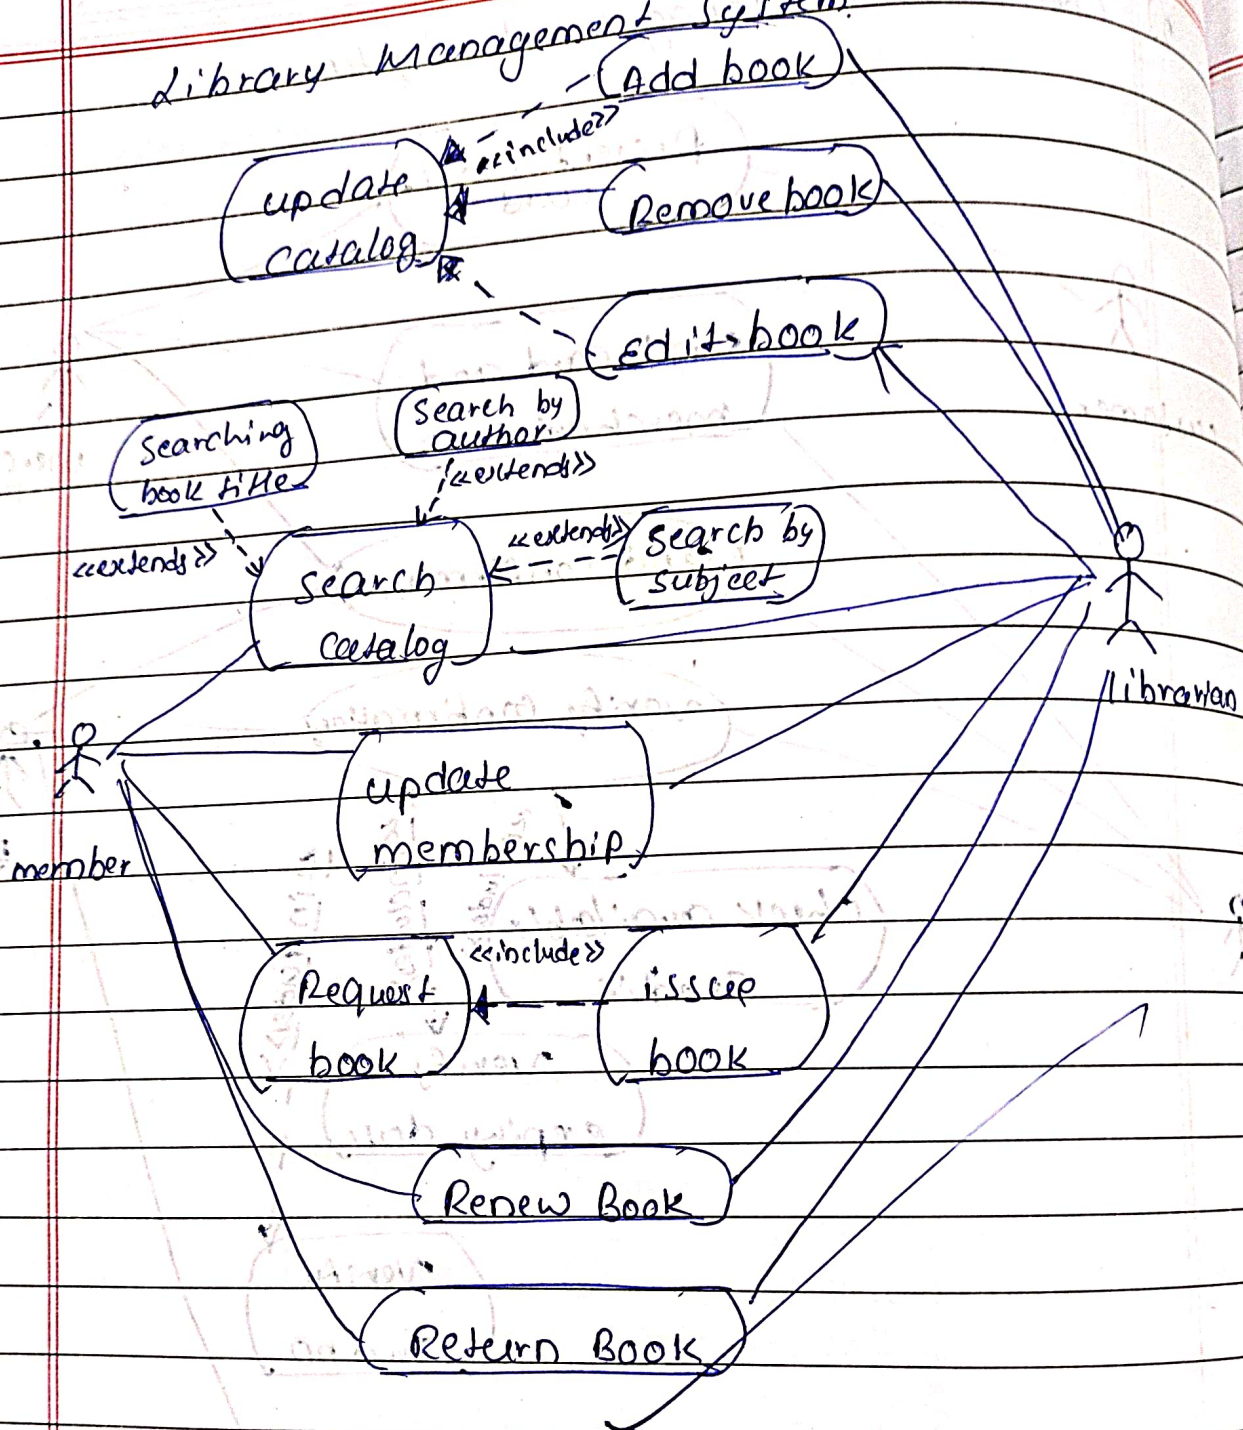 Library Management System
Add book
<<include>>
update
catalog
Remove book
Edit book
Searching
book title
Search by
author
<<extends>>
<<extends>>
<<extends>>
Search by
subject
Search
catalog
librarian
member
update
membership
Request
book
<<include>>
issue
book
Renew Book
Return Book